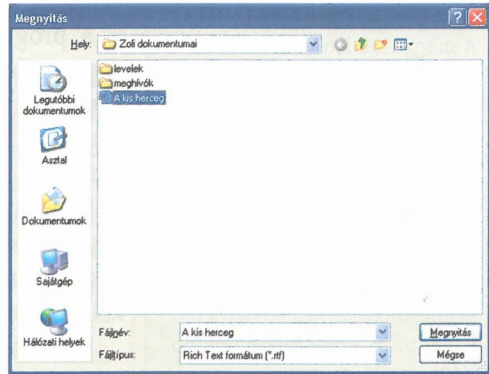 Megnyitás
Hely: Zoli dokumentumai
levelek
meghívók
A kis herceg
Legutóbbi
dokumentumok
Asztal
Dokumentumok
Sajátgép
Hálózati helyek
Fájlnév: A kis herceg Megnyitás
Fájltípus: Rich Text formátum (*.rtf) Mégse